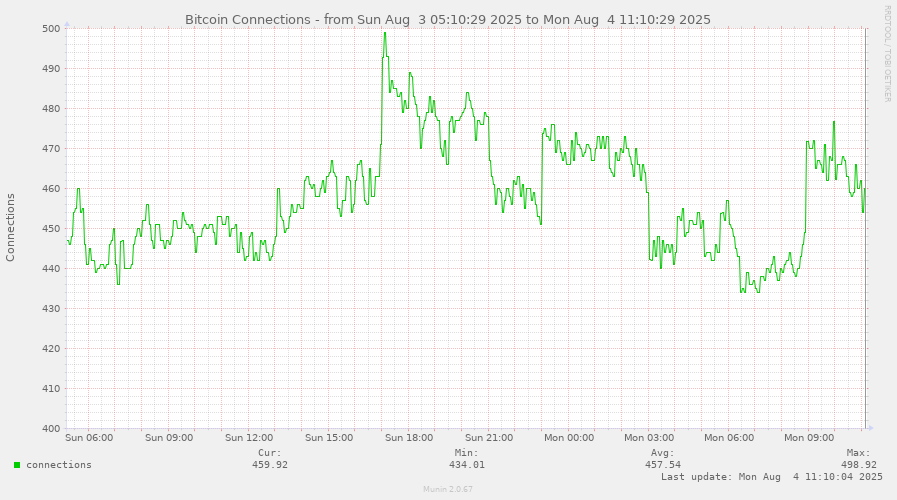 Bitcoin Connections - from Sun Aug  3 05:10:29 2025 to Mon Aug  4 11:10:29 2025
RRDTOOL / TOBI OETIKER
Connections
500
490
480
470
460
450
440
430
420
410
400
Sun 06:00 Sun 09:00 Sun 12:00 Sun 15:00 Sun 18:00 Sun 21:00 Mon 00:00 Mon 03:00 Mon 06:00 Mon 09:00
Cur: Min: Avg: Max:
connections 459.92 434.01 457.54 498.92
Last update: Mon Aug  4 11:10:04 2025
Munin 2.0.67